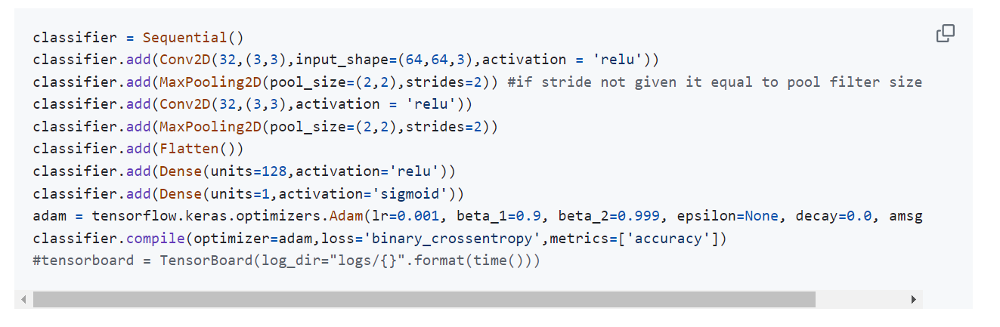 classifier = Sequential()
classifier.add(Conv2D(32,(3,3),input_shape=(64,64,3),activation = 'relu'))
classifier.add(MaxPooling2D(pool_size=(2,2),strides=2)) #if stride not given it equal to pool filter size
classifier.add(Conv2D(32,(3,3),activation = 'relu'))
classifier.add(MaxPooling2D(pool_size=(2,2),strides=2))
classifier.add(Flatten())
classifier.add(Dense(units=128,activation='relu'))
classifier.add(Dense(units=1,activation='sigmoid'))
adam = tensorflow.keras.optimizers.Adam(lr=0.001, beta_1=0.9, beta_2=0.999, epsilon=None, decay=0.0, amsg
classifier.compile(optimizer=adam,loss='binary_crossentropy',metrics=['accuracy'])
#tensorboard = TensorBoard(log_dir="logs/{}".format(time()))